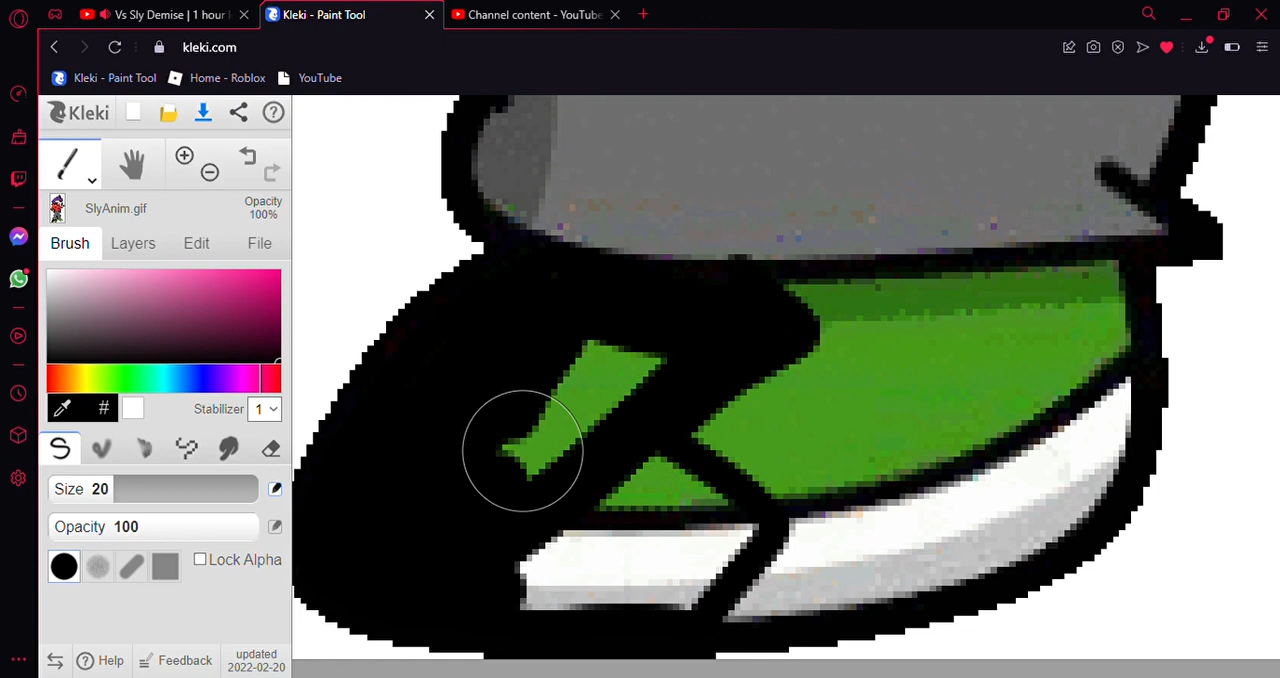 Vs Sly Demise | 1 hour
Kleki - Paint Tool
Channel content - YouTube
kleki.com
Kleki - Paint Tool
Home - Roblox
YouTube
Kleki
SlyAnim.gif
Opacity
100%
Brush
Layers
Edit
File
#
Stabilizer
1
Size 20
Opacity 100
Lock Alpha
Help
Feedback
updated
2022-02-20